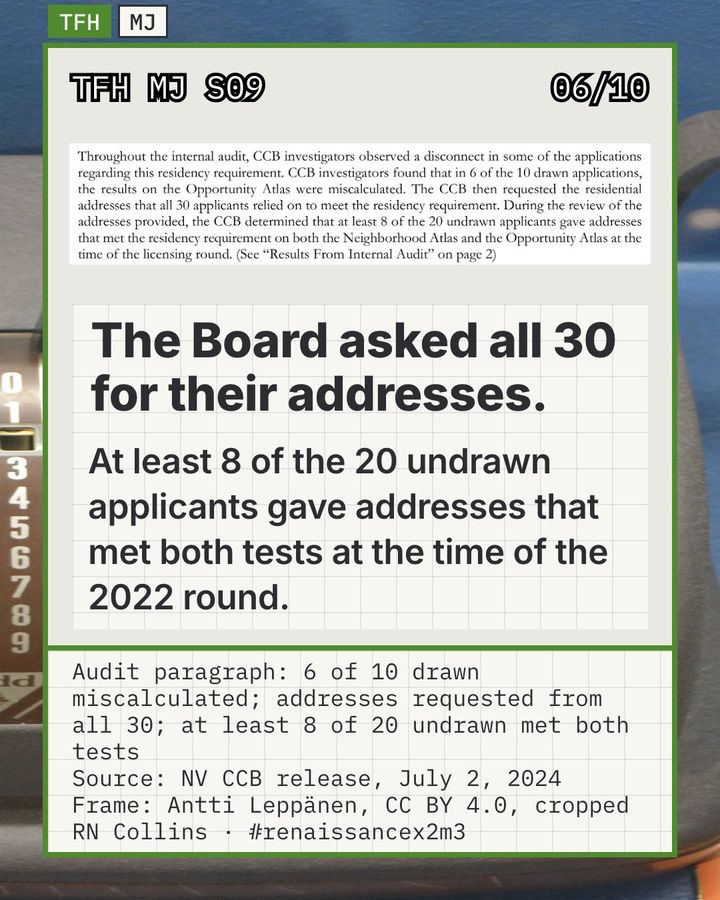 TFH MJ
TFH MJ S09 06/10
Throughout the internal audit, CCB investigators observed a disconnect in some of the applications
regarding this residency requirement. CCB investigators found that in 6 of the 10 drawn applications,
the results on the Opportunity Atlas were miscalculated. The CCB then requested the residential
addresses that all 30 applicants relied on to meet the residency requirement. During the review of the
addresses provided, the CCB determined that at least 8 of the 20 undrawn applicants gave addresses
that met the residency requirement on both the Neighborhood Atlas and the Opportunity Atlas at the
time of the licensing round. (See “Results From Internal Audit” on page 2)
The Board asked all 30
for their addresses.
At least 8 of the 20 undrawn
applicants gave addresses that
met both tests at the time of the
2022 round.
0
1
3
4
5
6
7
8
9
Audit paragraph: 6 of 10 drawn
miscalculated; addresses requested from
all 30; at least 8 of 20 undrawn met both
tests
Source: NV CCB release, July 2, 2024
Frame: Antti Leppänen, CC BY 4.0, cropped
RN Collins · #renaissancex2m3